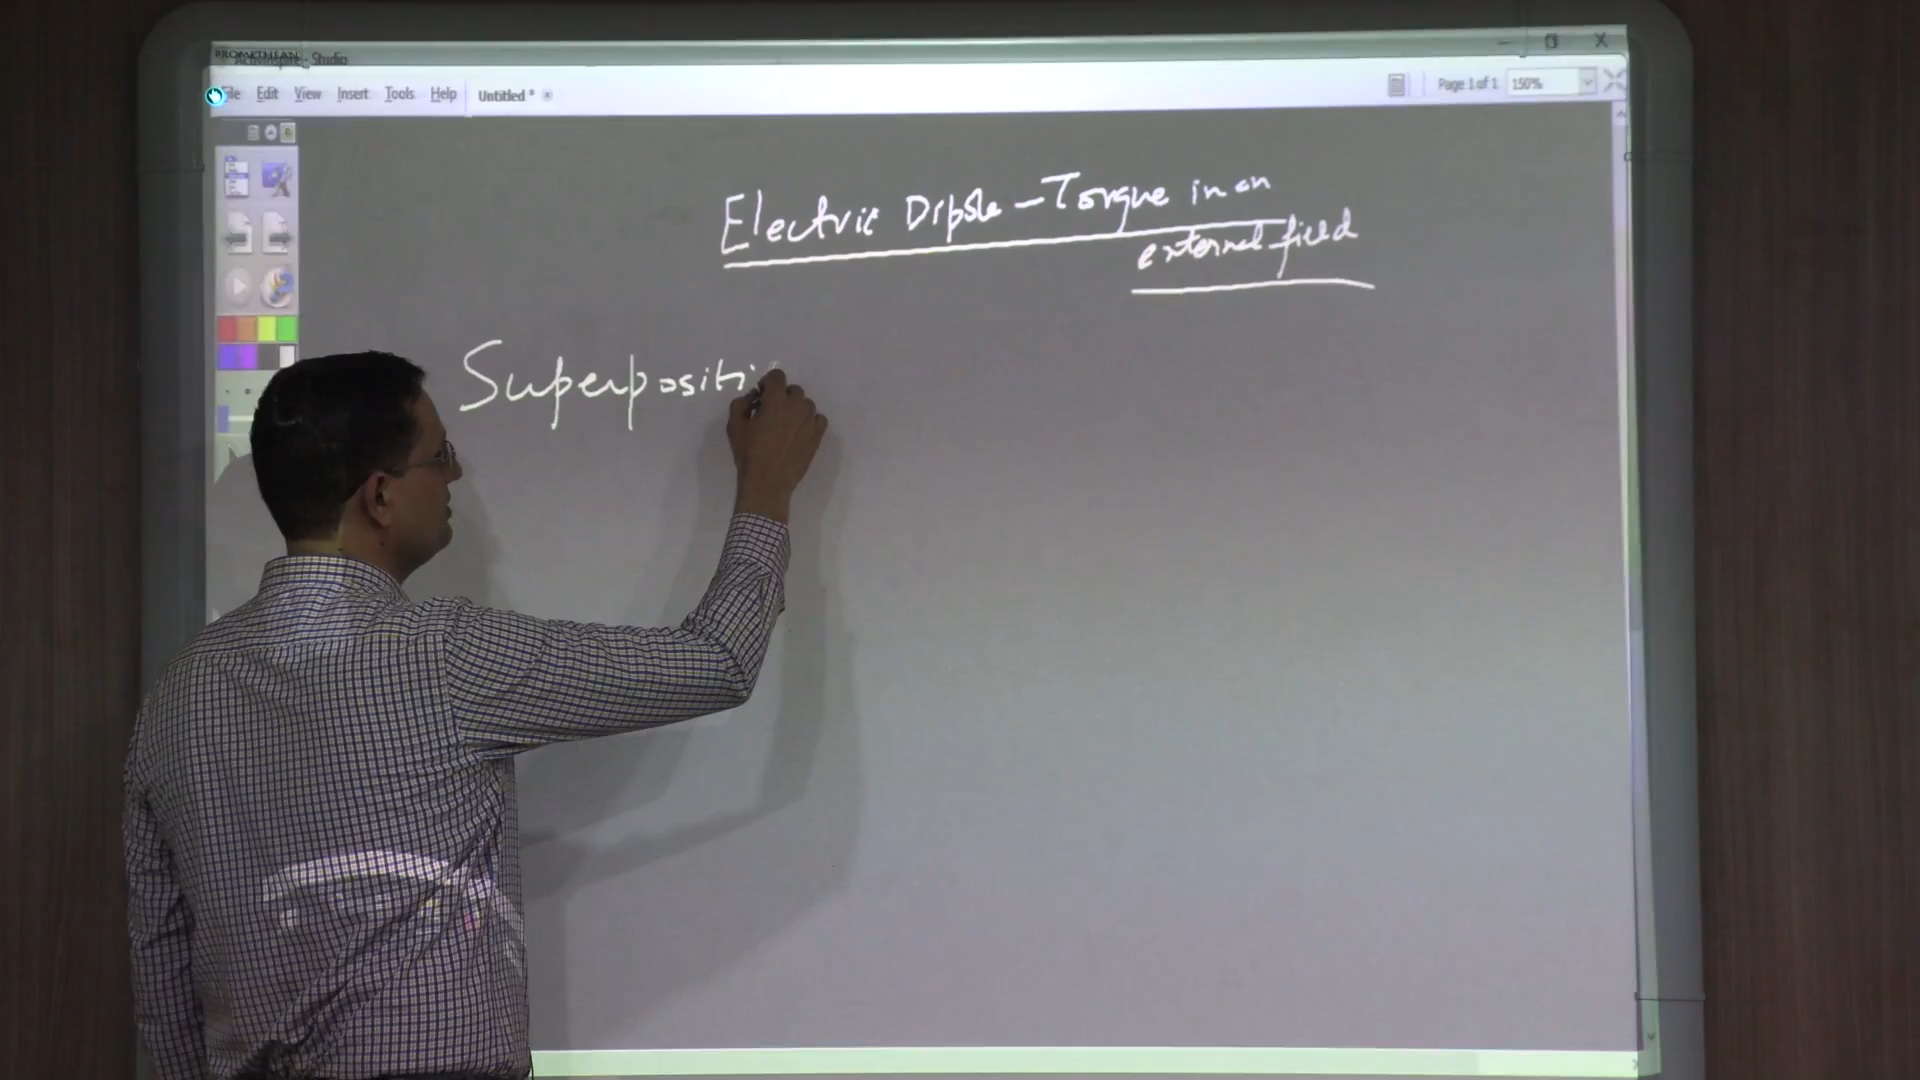 PROMETHEAN
ActivInspire - Studio
File Edit View Insert Tools Help Untitled * Page 1 of 1 150%
Electric Dipole - Torque in an
external field
Superpositi